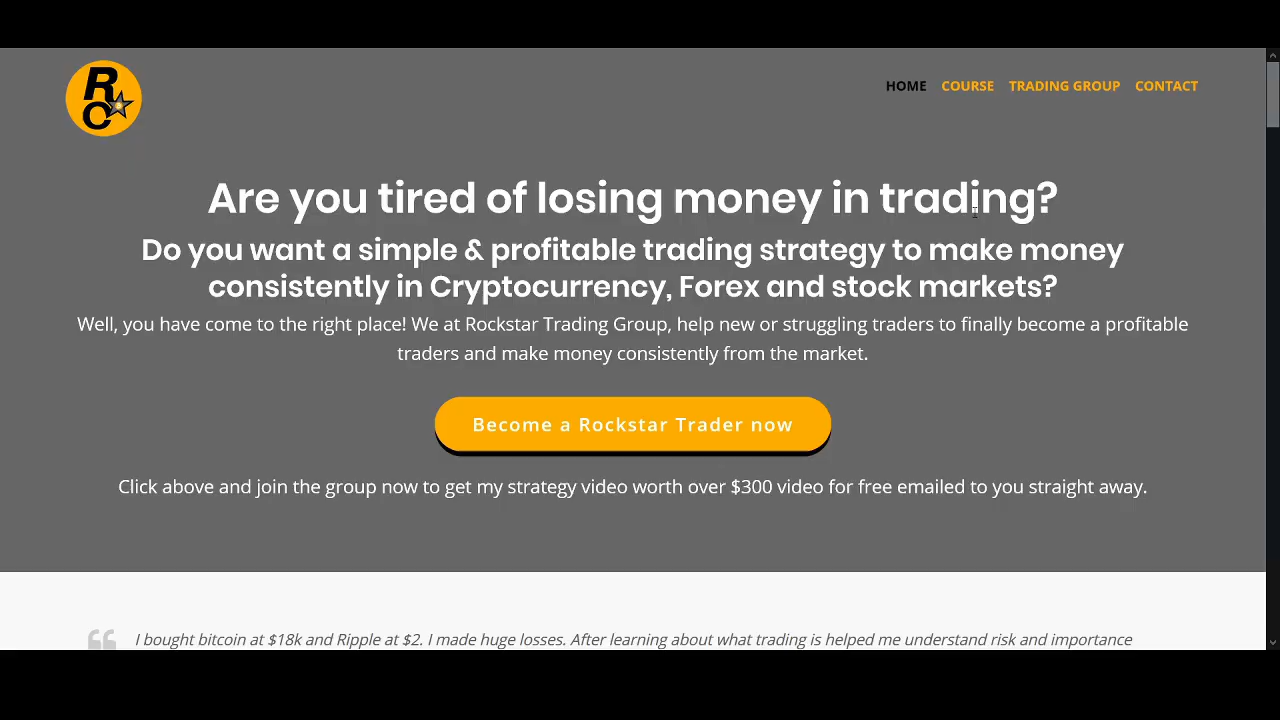 RC
HOME COURSE TRADING GROUP CONTACT
Are you tired of losing money in trading?
Do you want a simple & profitable trading strategy to make money
consistently in Cryptocurrency, Forex and stock markets?
Well, you have come to the right place! We at Rockstar Trading Group, help new or struggling traders to finally become a profitable
traders and make money consistently from the market.
Become a Rockstar Trader now
Click above and join the group now to get my strategy video worth over $300 video for free emailed to you straight away.
I bought bitcoin at $18k and Ripple at $2. I made huge losses. After learning about what trading is helped me understand risk and importance